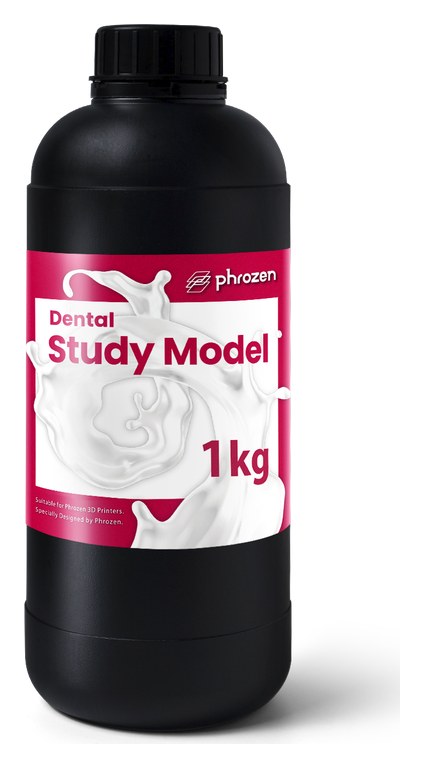 phrozen
Dental
Study Model
1kg
Suitable for Phrozen 3D Printers.
Specially Designed by Phrozen.